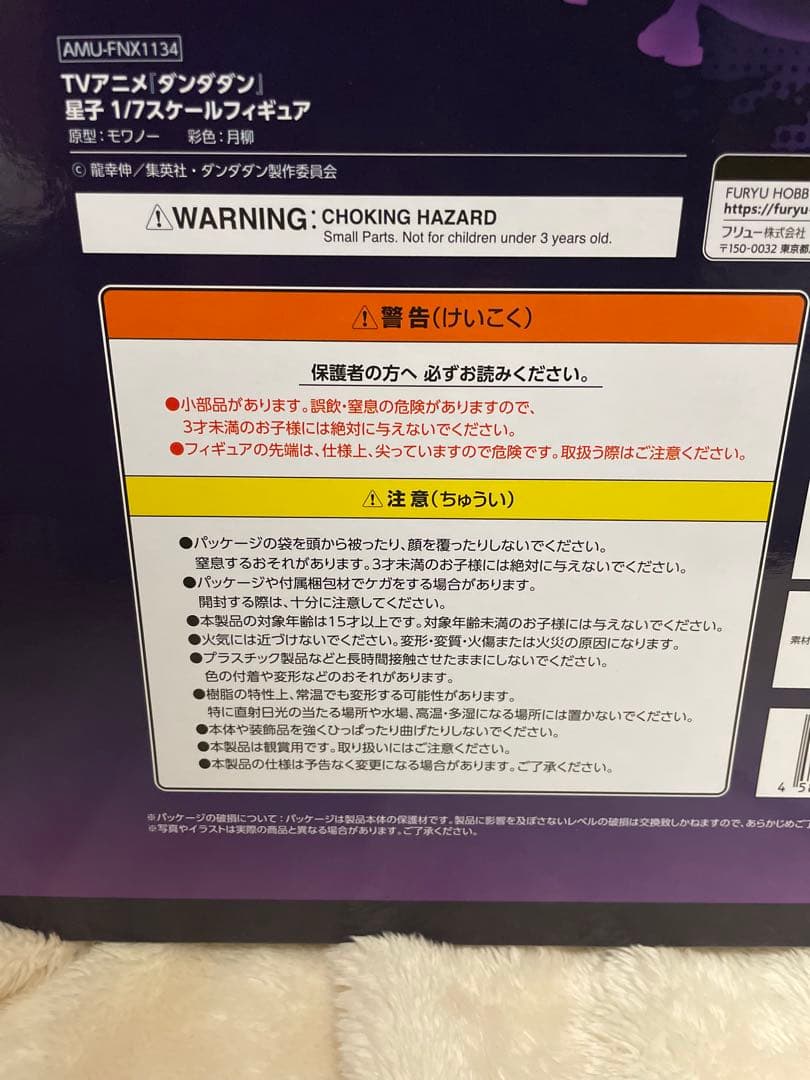 AMU-FNX1134
TVアニメ『ダンダダン』
星子 1/7スケールフィギュア
原型：モワノー 彩色：月柳
© 龍幸伸／集英社・ダンダダン製作委員会
⚠WARNING: CHOKING HAZARD
Small Parts. Not for children under 3 years old.
FURYU HOBB
https://furyu-
フリュー株式会社
〒150-0032 東京都
⚠警告(けいこく)
保護者の方へ 必ずお読みください。
●小部品があります。誤飲・窒息の危険がありますので、
3才未満のお子様には絶対に与えないでください。
●フィギュアの先端は、仕様上、尖っていますので危険です。取扱う際はご注意ください。
⚠注意(ちゅうい)
●パッケージの袋を頭から被ったり、顔を覆ったりしないでください。
窒息するおそれがあります。3才未満のお子様には絶対に与えないでください。
●パッケージや付属梱包材でケガをする場合があります。
開封する際は、十分に注意してください。
●本製品の対象年齢は15才以上です。対象年齢未満のお子様には与えないでください。
●火気には近づけないでください。変形・変質・火傷または火災の原因になります。
●プラスチック製品などと長時間接触させたままにしないでください。
色の付着や変形などのおそれがあります。
●樹脂の特性上、常温でも変形する可能性があります。
特に直射日光の当たる場所や水場、高温・多湿になる場所には置かないでください。
●本体や装飾品を強くひっぱったり曲げたりしないでください。
●本製品は観賞用です。取り扱いにはご注意ください。
●本製品の仕様は予告なく変更になる場合があります。ご了承ください。
素材
4 58
※パッケージの破損について：パッケージは製品本体の保護材です。製品に影響を及ぼさないレベルの破損は交換致しかねますので、あらかじめご了
※写真やイラストは実際の商品と異なる場合があります。ご了承ください。